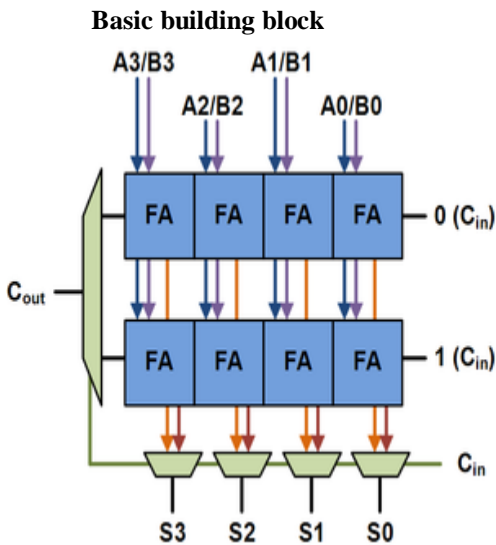 Basic building block
A3/B3 A1/B1
A2/B2 A0/B0
FA FA FA FA 0 (Cin)
Cout
FA FA FA FA 1 (Cin)
Cin
S3 S2 S1 S0